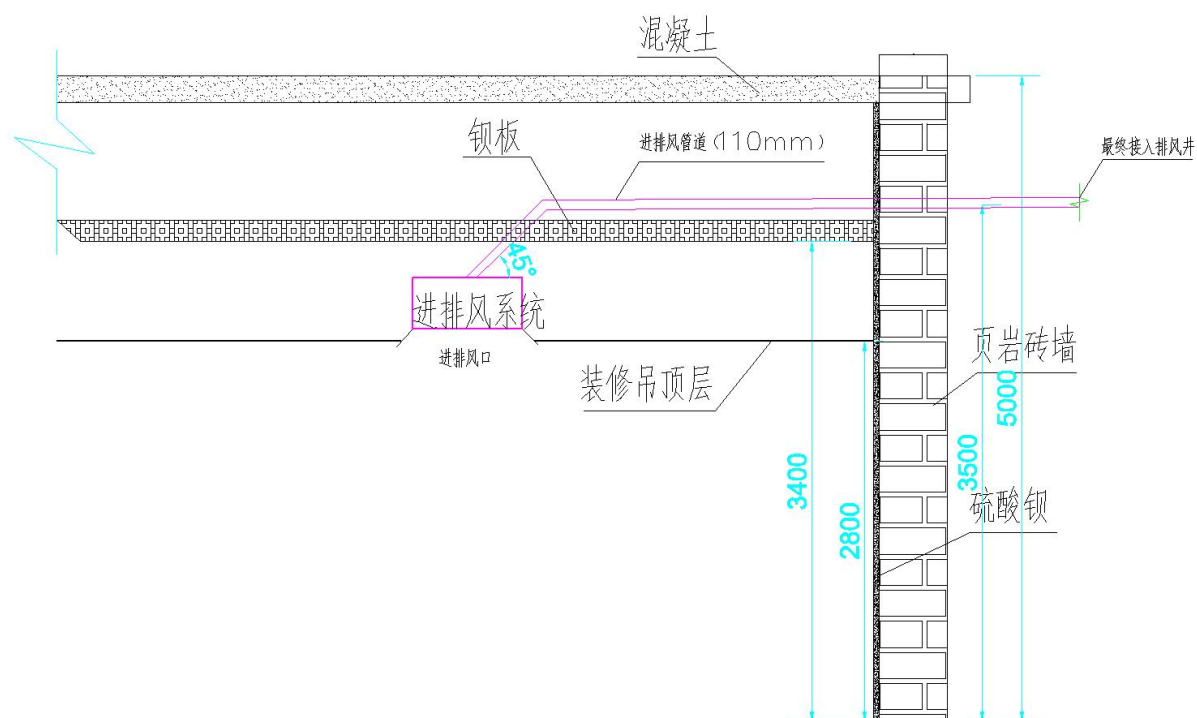 混凝土
钡板
进排风管道（110mm）
最终接入排风井
45°
进排风系统
进排风口
装修吊顶层
页岩砖墙
5000
3400
3500
2800
硫酸钡